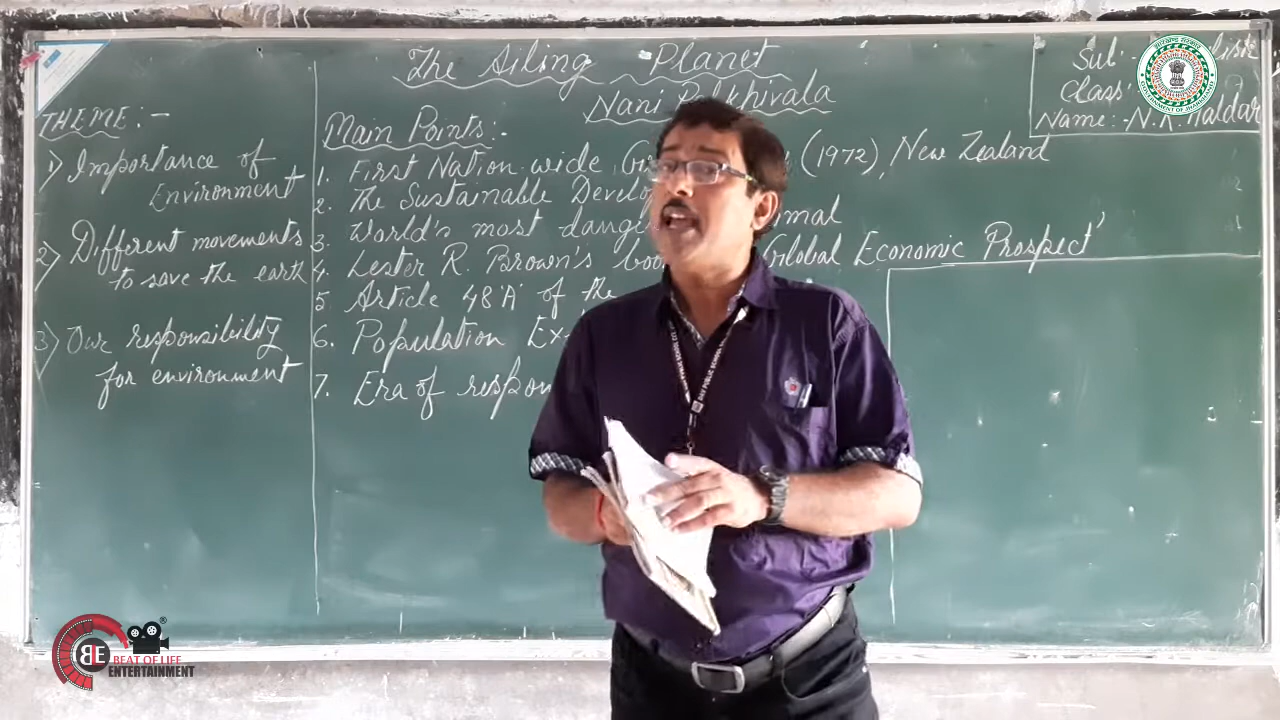 The Ailing Planet
Nani Palkhivala
Sub:-
Class:
Name:- N. K. Haldar
THEME:-
1) Importance of
Environment
2) Different movements
to save the earth
3) Our responsibility
for environment
Main Points:-
1. First Nation-wide (1972), New Zealand
2. The Sustainable Develo
3. World's most dange mal
4. Lester R. Brown's boo Global Economic Prospect'
5. Article 48'A' of the
6. Population Ex
7. Era of respon
BLE
BEAT OF LIFE
ENTERTAINMENT
®